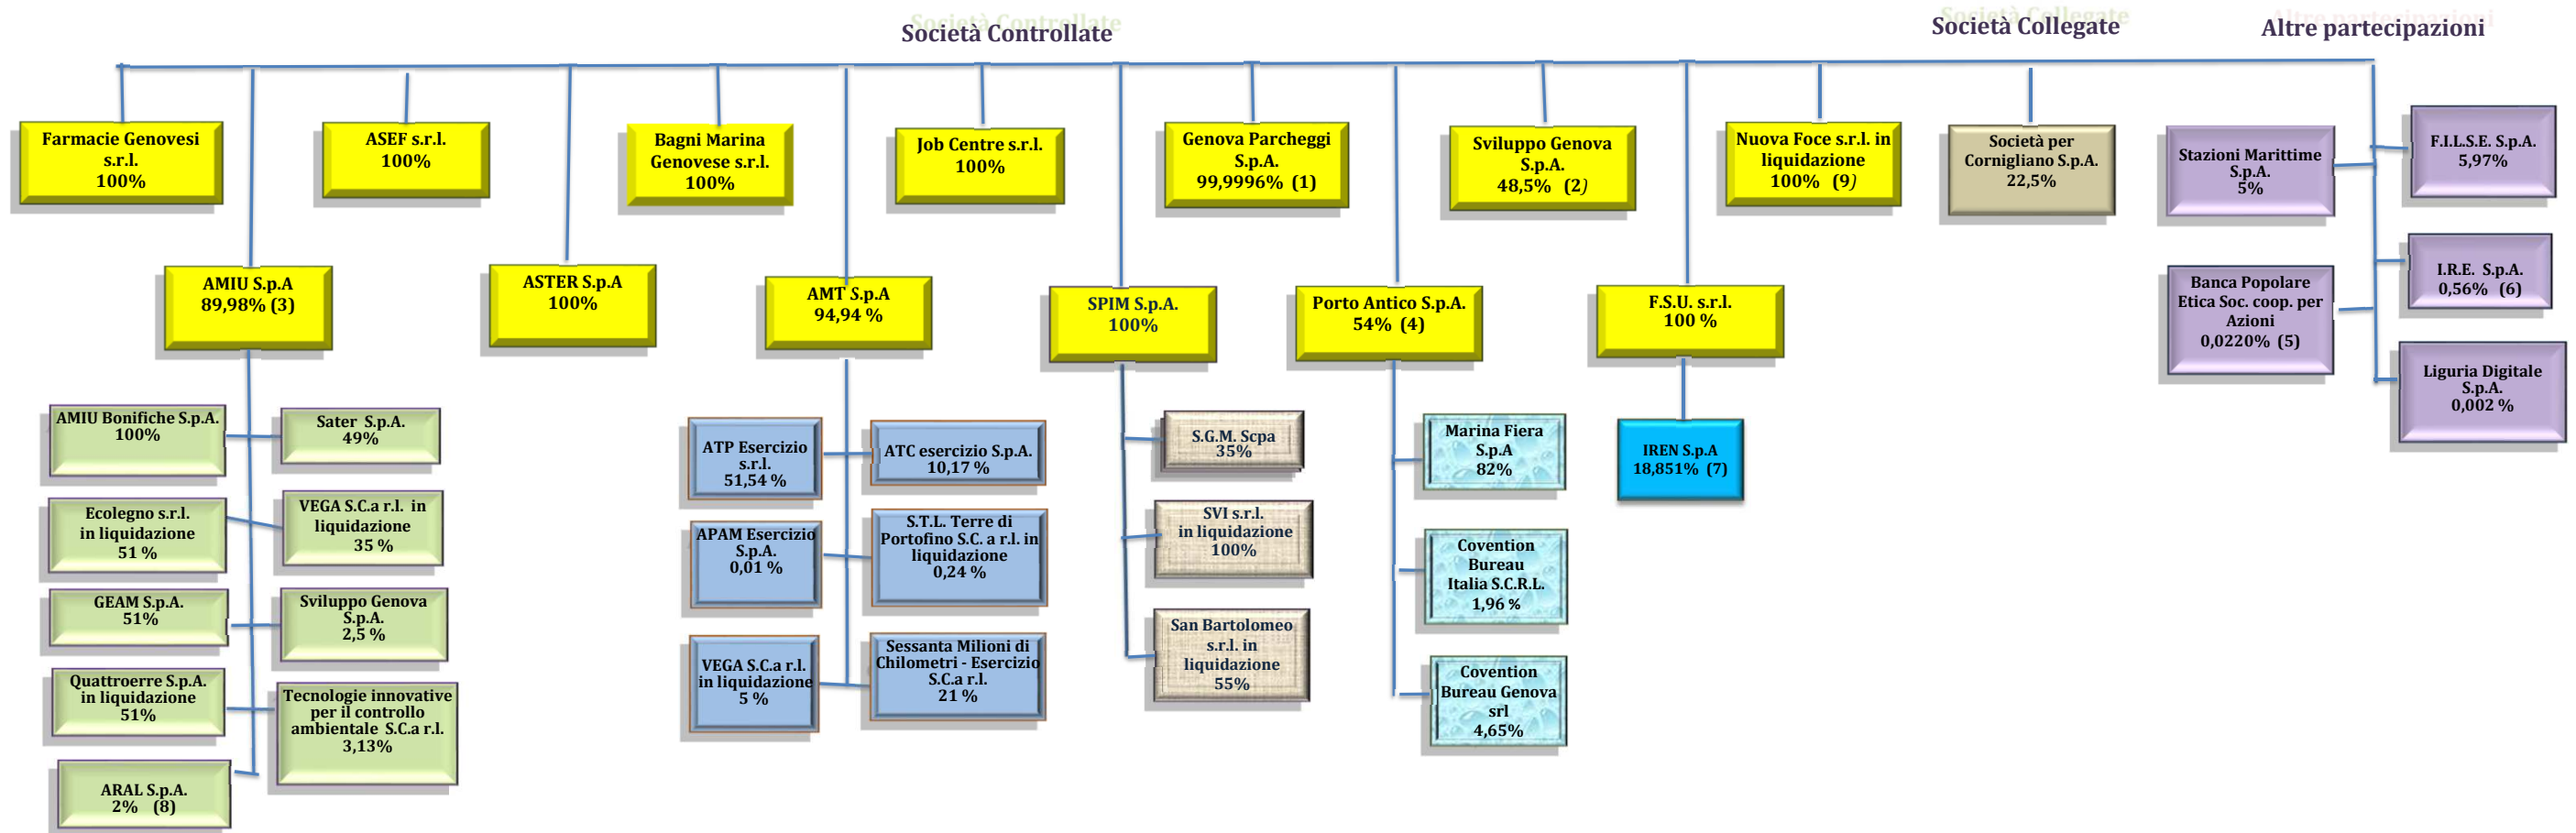 Società Controllate
Società Collegate
Altre partecipazioni
Farmacie Genovesi
s.r.l.
100%
ASEF s.r.l.
100%
Bagni Marina
Genovese s.r.l.
100%
Job Centre s.r.l.
100%
Genova Parcheggi
S.p.A.
99,9996% (1)
Sviluppo Genova
S.p.A.
48,5% (2)
Nuova Foce s.r.l. in
liquidazione
100% (9)
Società per
Cornigliano S.p.A.
22,5%
Stazioni Marittime
S.p.A.
5%
F.I.L.S.E. S.p.A.
5,97%
AMIU S.p.A
89,98% (3)
ASTER S.p.A
100%
AMT S.p.A
94,94 %
SPIM S.p.A.
100%
Porto Antico S.p.A.
54% (4)
F.S.U. s.r.l.
100 %
Banca Popolare
Etica Soc. coop. per
Azioni
0,0220% (5)
I.R.E. S.p.A.
0,56% (6)
Liguria Digitale
S.p.A.
0,002 %
AMIU Bonifiche S.p.A.
100%
Sater S.p.A.
49%
Ecolegno s.r.l.
in liquidazione
51 %
VEGA S.C.a r.l. in
liquidazione
35 %
GEAM S.p.A.
51%
Sviluppo Genova
S.p.A.
2,5 %
Quattroerre S.p.A.
in liquidazione
51%
Tecnologie innovative
per il controllo
ambientale S.C.a r.l.
3,13%
ARAL S.p.A.
2% (8)
ATP Esercizio
s.r.l.
51,54 %
ATC esercizio S.p.A.
10,17 %
APAM Esercizio
S.p.A.
0,01 %
S.T.L. Terre di
Portofino S.C. a r.l. in
liquidazione
0,24 %
VEGA S.C.a r.l.
in liquidazione
5 %
Sessanta Milioni di
Chilometri - Esercizio
S.C.a r.l.
21 %
S.G.M. Scpa
35%
SVI s.r.l.
in liquidazione
100%
San Bartolomeo
s.r.l. in
liquidazione
55%
Marina Fiera
S.p.A
82%
Covention
Bureau
Italia S.C.R.L.
1,96 %
Covention
Bureau Genova
srl
4,65%
IREN S.p.A
18,851% (7)